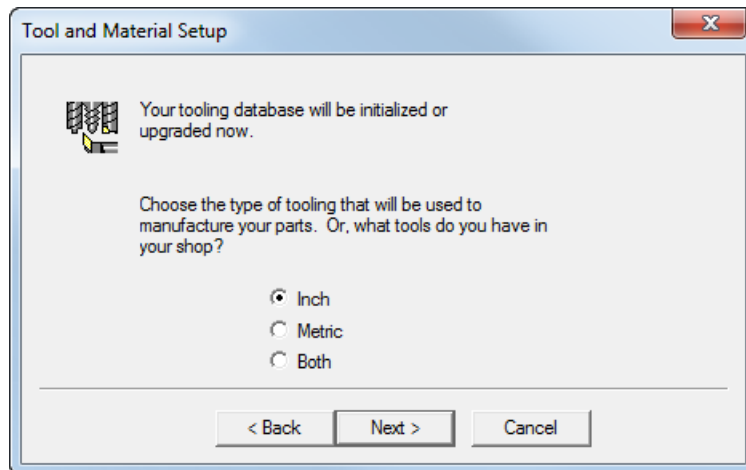 Tool and Material Setup
Your tooling database will be initialized or
upgraded now.
Choose the type of tooling that will be used to
manufacture your parts.  Or, what tools do you have in
your shop?
Inch
Metric
Both
< Back
Next >
Cancel